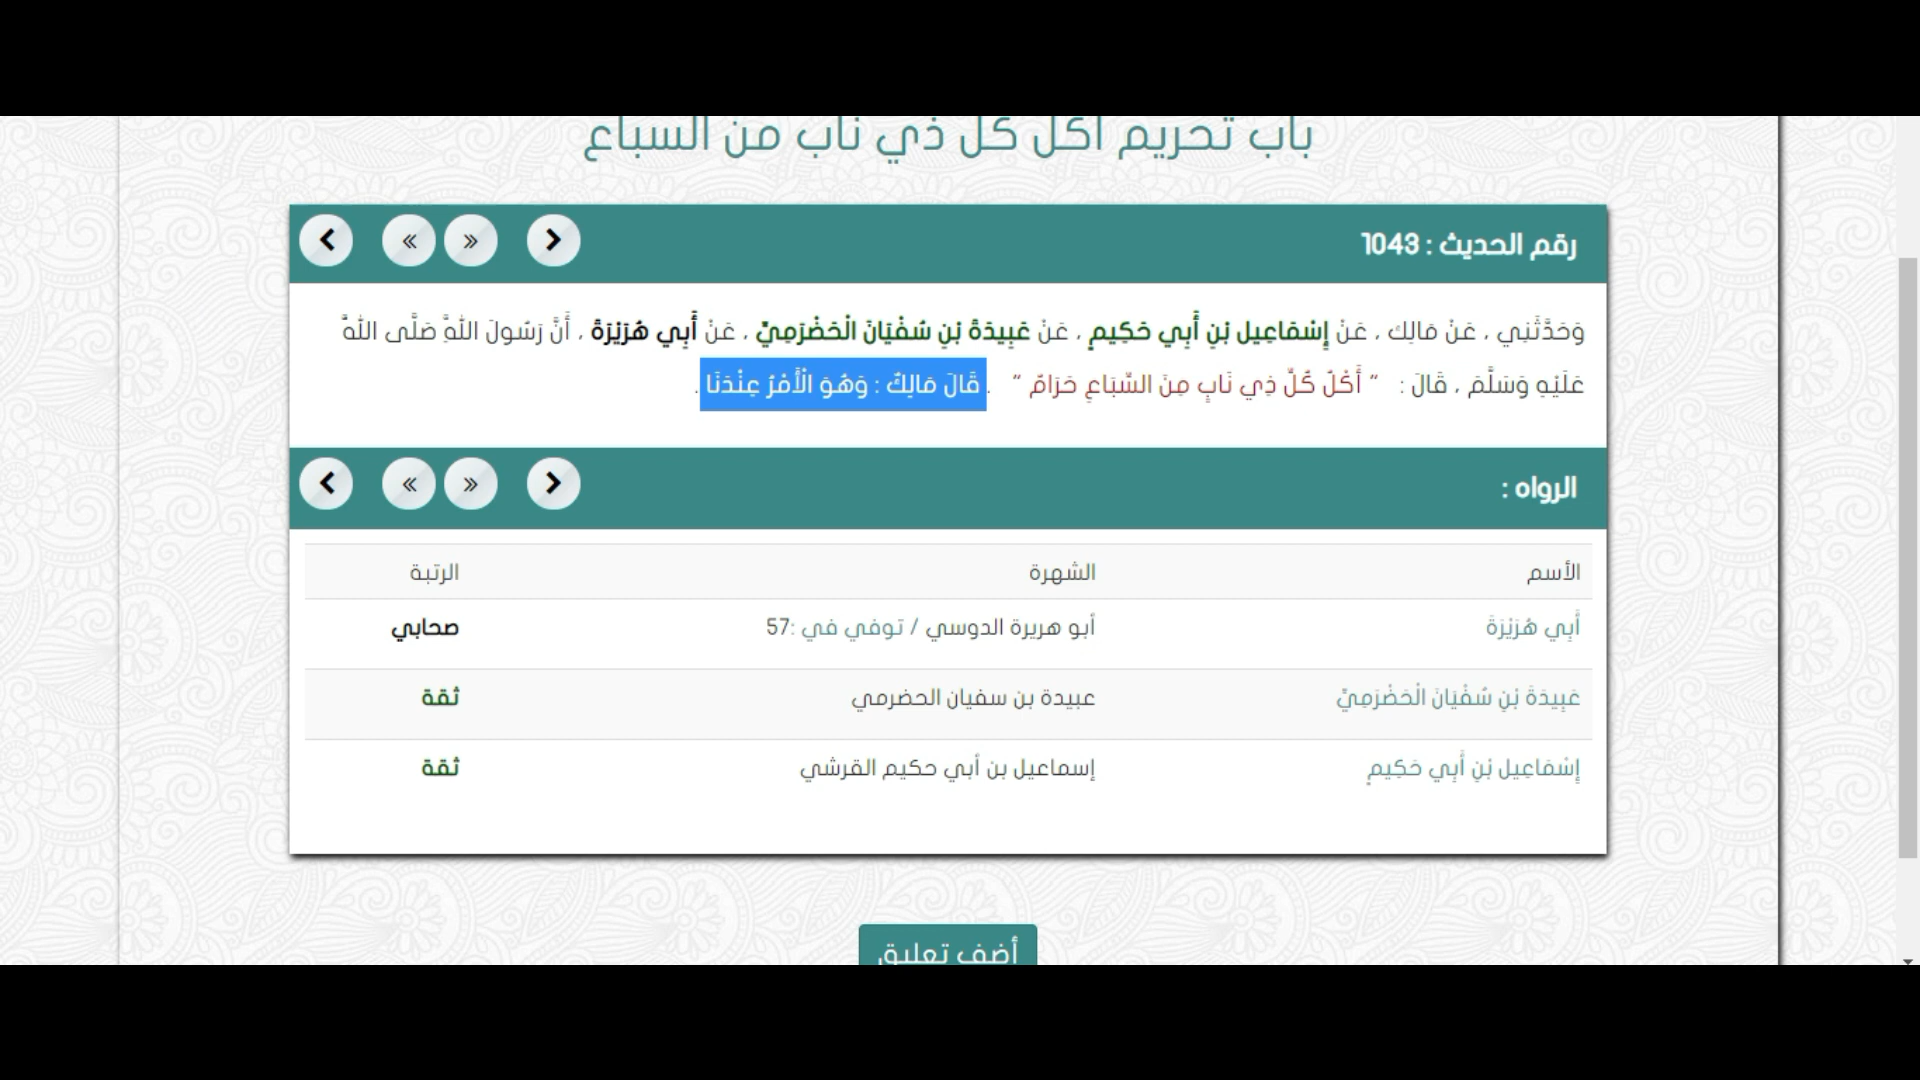 باب تحريم أكل كل ذي ناب من السباع
رقم الحديث : 1043
وَحَدَّثَنِي ، عَنْ مَالِك ، عَنْ إِسْمَاعِيل بْنِ أَبِي حَكِيمٍ ، عَنْ عَبِيدَةَ بْنِ سُفْيَانَ الْحَضْرَمِيِّ ، عَنْ أَبِي هُرَيْرَةَ ، أَنَّ رَسُولَ اللَّهِ صَلَّى اللَّهُ
عَلَيْهِ وَسَلَّمَ ، قَالَ : " أَكْلُ كُلِّ ذِي نَابٍ مِنَ السِّبَاعِ حَرَامٌ " . قَالَ مَالِكٌ : وَهُوَ الْأَمْرُ عِنْدَنَا .
الرواه :
الأسم الشهرة الرتبة
أَبِي هُرَيْرَةَ أبو هريرة الدوسي / توفي في :57 صحابي
عَبِيدَةَ بْنِ سُفْيَانَ الْحَضْرَمِيِّ عبيدة بن سفيان الحضرمي ثقة
إِسْمَاعِيل بْنِ أَبِي حَكِيمٍ إسماعيل بن أبي حكيم القرشي ثقة
أضف تعليق